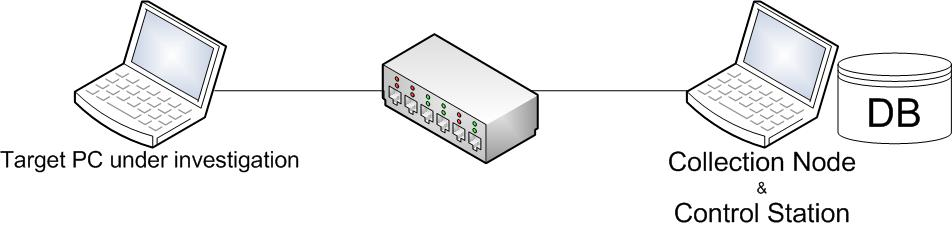 DB
Target PC under investigation
Collection Node
&
Control Station